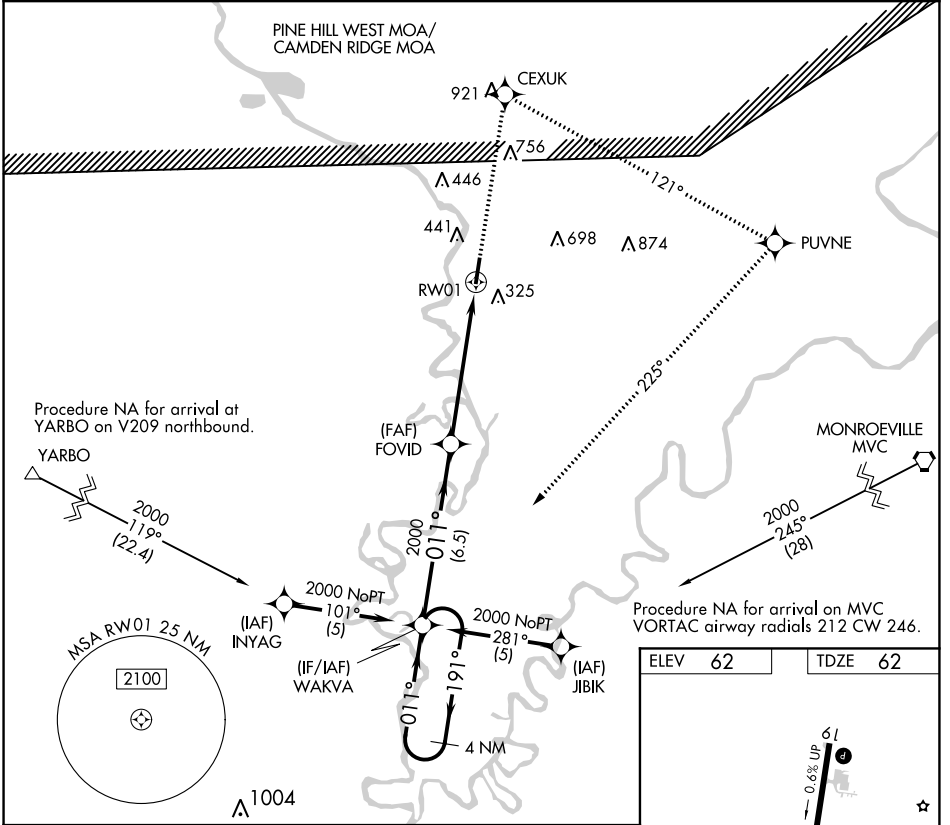 PINE HILL WEST MOA/
CAMDEN RIDGE MOA
CEXUK
921
756
446
121°
441
698
874
PUVNE
RW01
325
225°
Procedure NA for arrival at
YARBO on V209 northbound.
YARBO
(FAF)
FOVID
MONROEVILLE
MVC
2000
119°
(22.4)
2000
011°
(6.5)
2000
245°
(28)
2000 NoPT
101°
(5)
(IAF)
INYAG
2000 NoPT
281°
(5)
(IAF)
JIBIK
(IF/IAF)
WAKVA
Procedure NA for arrival on MVC
VORTAC airway radials 212 CW 246.
011°
191°
4 NM
MSA RW01 25 NM
2100
1004
ELEV 62
TDZE 62
19
0.6% UP
P